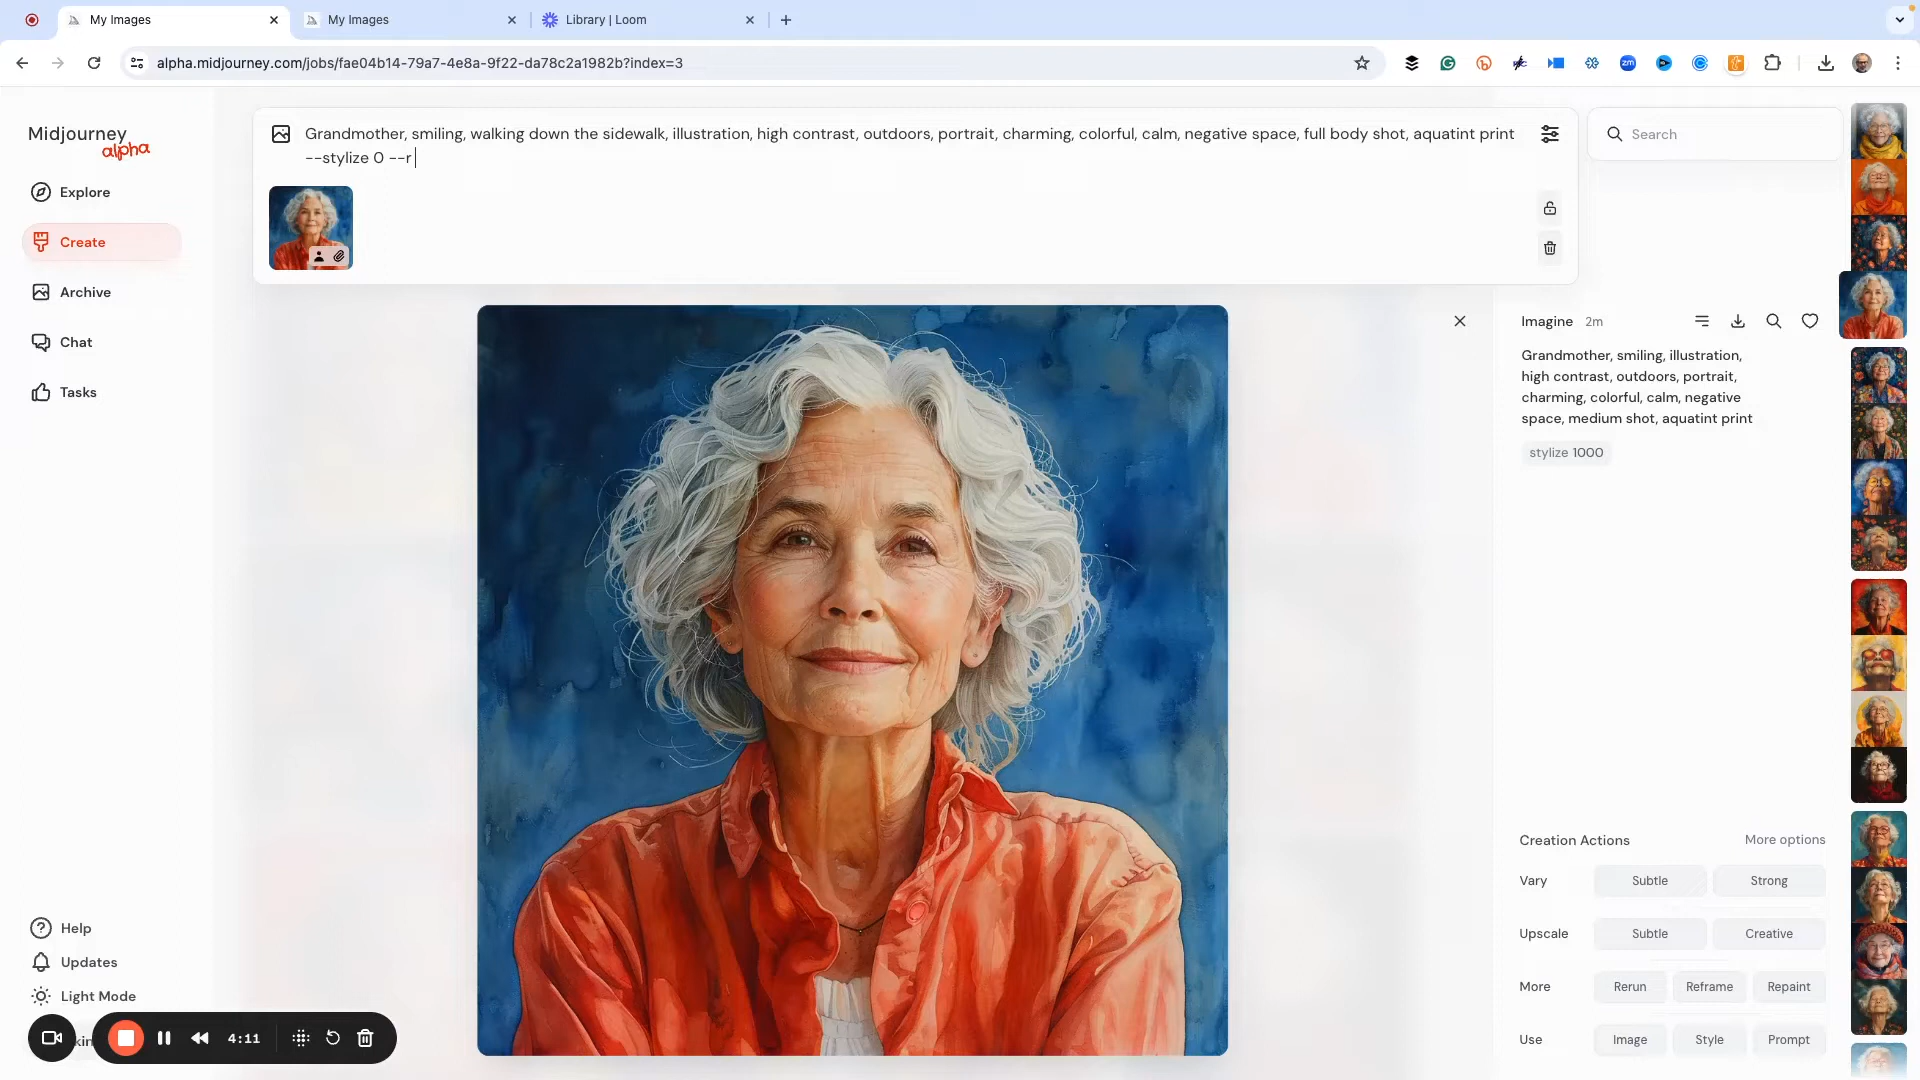 My Images
My Images
Library | Loom
alpha.midjourney.com/jobs/fae04b14-79a7-4e8a-9f22-da78c2a1982b?index=3
zm
Midjourney
alpha
Explore
Create
Archive
Chat
Tasks
Help
Updates
Light Mode
4:11
Grandmother, smiling, walking down the sidewalk, illustration, high contrast, outdoors, portrait, charming, colorful, calm, negative space, full body shot, aquatint print
--stylize 0 --r
Search
Imagine 2m
Grandmother, smiling, illustration,
high contrast, outdoors, portrait,
charming, colorful, calm, negative
space, medium shot, aquatint print
stylize 1000
Creation Actions More options
Vary Subtle Strong
Upscale Subtle Creative
More Rerun Reframe Repaint
Use Image Style Prompt